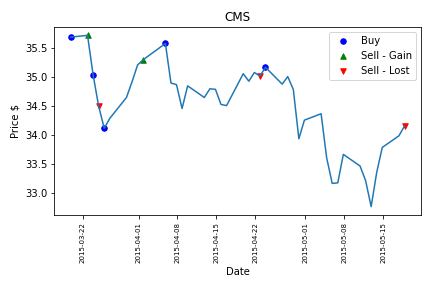 CMS
Buy
Sell - Gain
Sell - Lost
Price $
35.5
35.0
34.5
34.0
33.5
33.0
2015-03-22
2015-04-01
2015-04-08
2015-04-15
2015-04-22
2015-05-01
2015-05-08
2015-05-15
Date